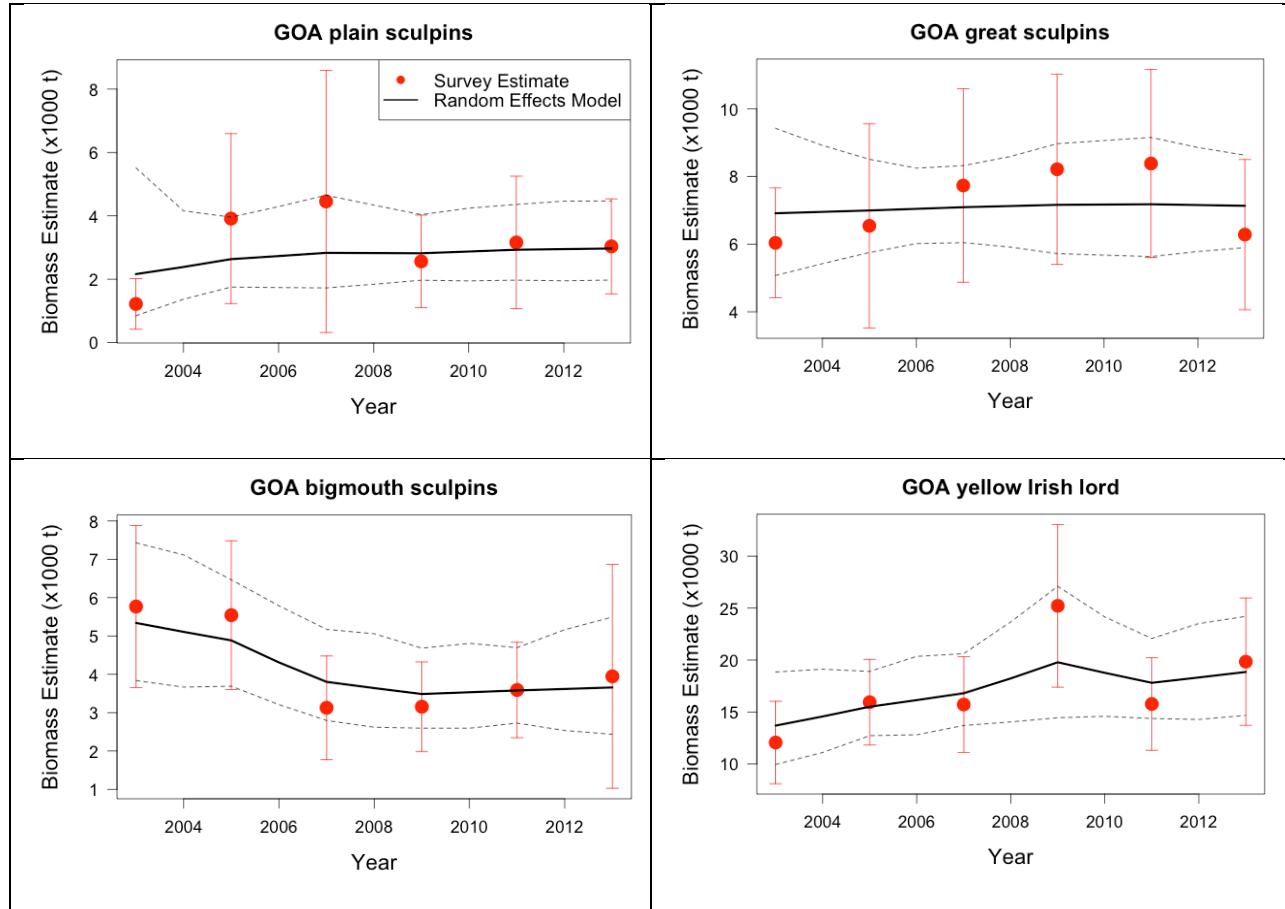 GOA plain sculpins
Biomass Estimate (x1000 t)
8
6
4
2
0
Survey Estimate
Random Effects Model
2004 2006 2008 2010 2012
Year
GOA great sculpins
Biomass Estimate (x1000 t)
10
8
6
4
2004 2006 2008 2010 2012
Year
GOA bigmouth sculpins
Biomass Estimate (x1000 t)
8
7
6
5
4
3
2
1
2004 2006 2008 2010 2012
Year
GOA yellow Irish lord
Biomass Estimate (x1000 t)
30
25
20
15
10
2004 2006 2008 2010 2012
Year